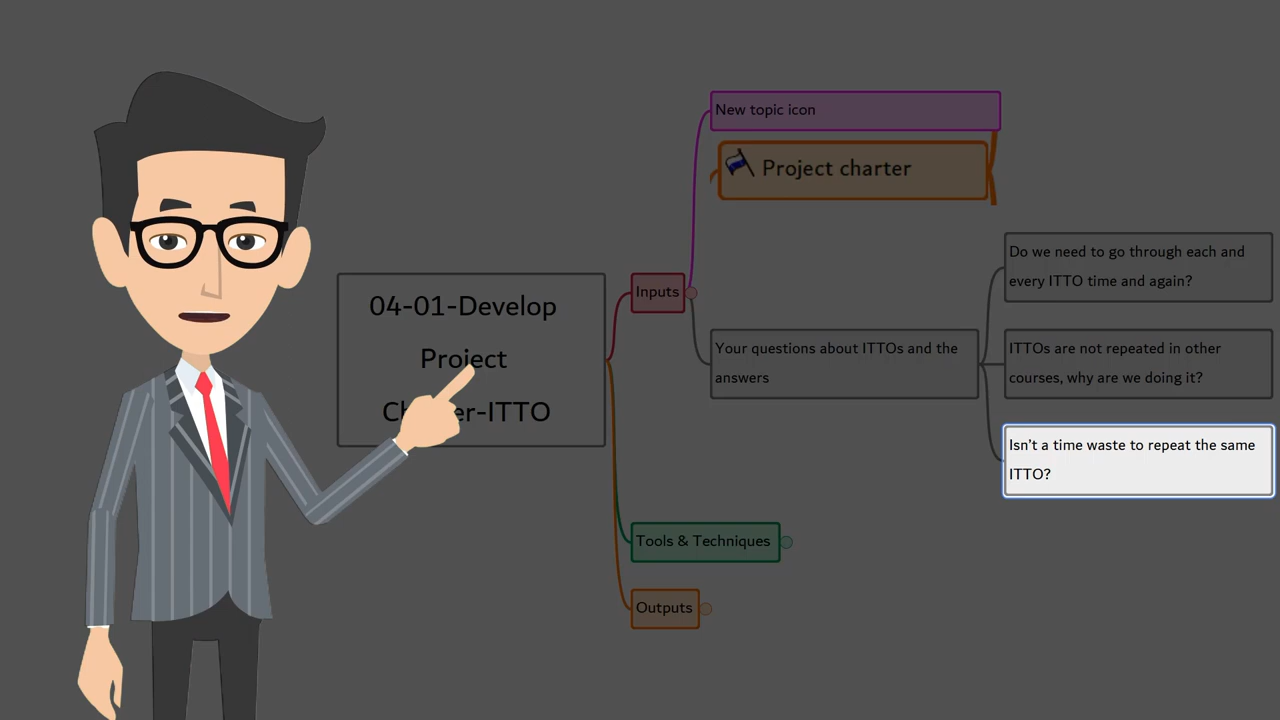 New topic icon
Project charter
Do we need to go through each and
every ITTO time and again?
04-01-Develop
Project
Ch er-ITTO
Inputs
Your questions about ITTOs and the
answers
ITTOs are not repeated in other
courses, why are we doing it?
Isn't a time waste to repeat the same
ITTO?
Tools & Techniques
Outputs